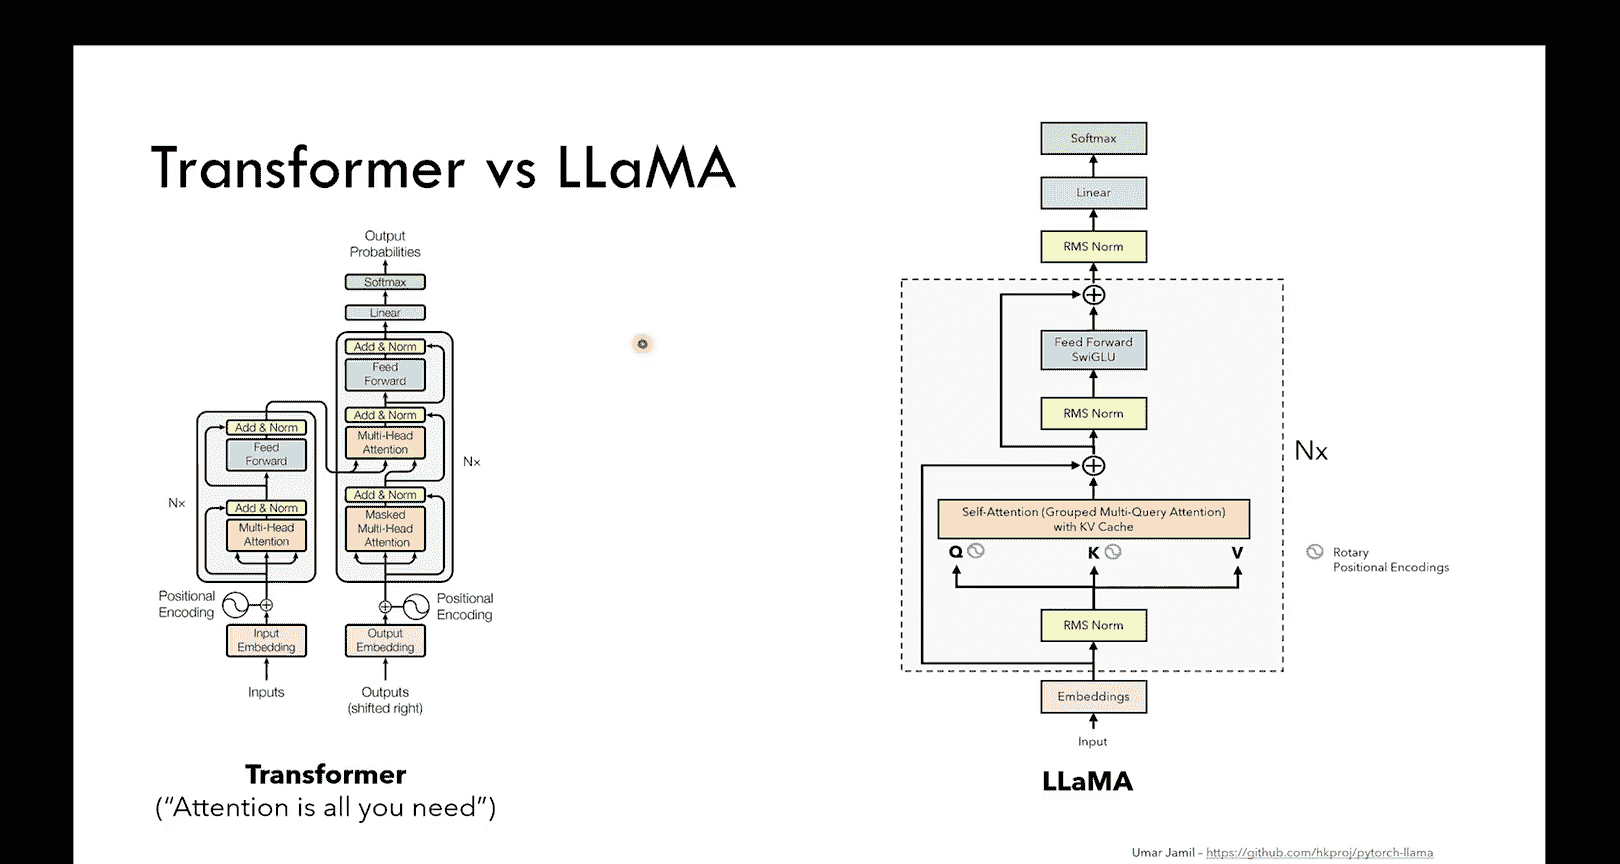 Transformer vs LLaMA
Output
Probabilities
Softmax
Linear
Add & Norm
Feed
Forward
Add & Norm
Multi-Head
Attention
Nx
Add & Norm
Masked
Multi-Head
Attention
Add & Norm
Feed
Forward
Nx
Add & Norm
Multi-Head
Attention
Positional
Encoding
Positional
Encoding
Input
Embedding
Output
Embedding
Inputs
Outputs
(shifted right)
Transformer
(“Attention is all you need”)
Softmax
Linear
RMS Norm
Feed Forward
SwiGLU
RMS Norm
Nx
Self-Attention (Grouped Multi-Query Attention)
with KV Cache
Q
K
V
Rotary
Positional Encodings
RMS Norm
Embeddings
Input
LLaMA
Umar Jamil – https://github.com/hkproj/pytorch-llama